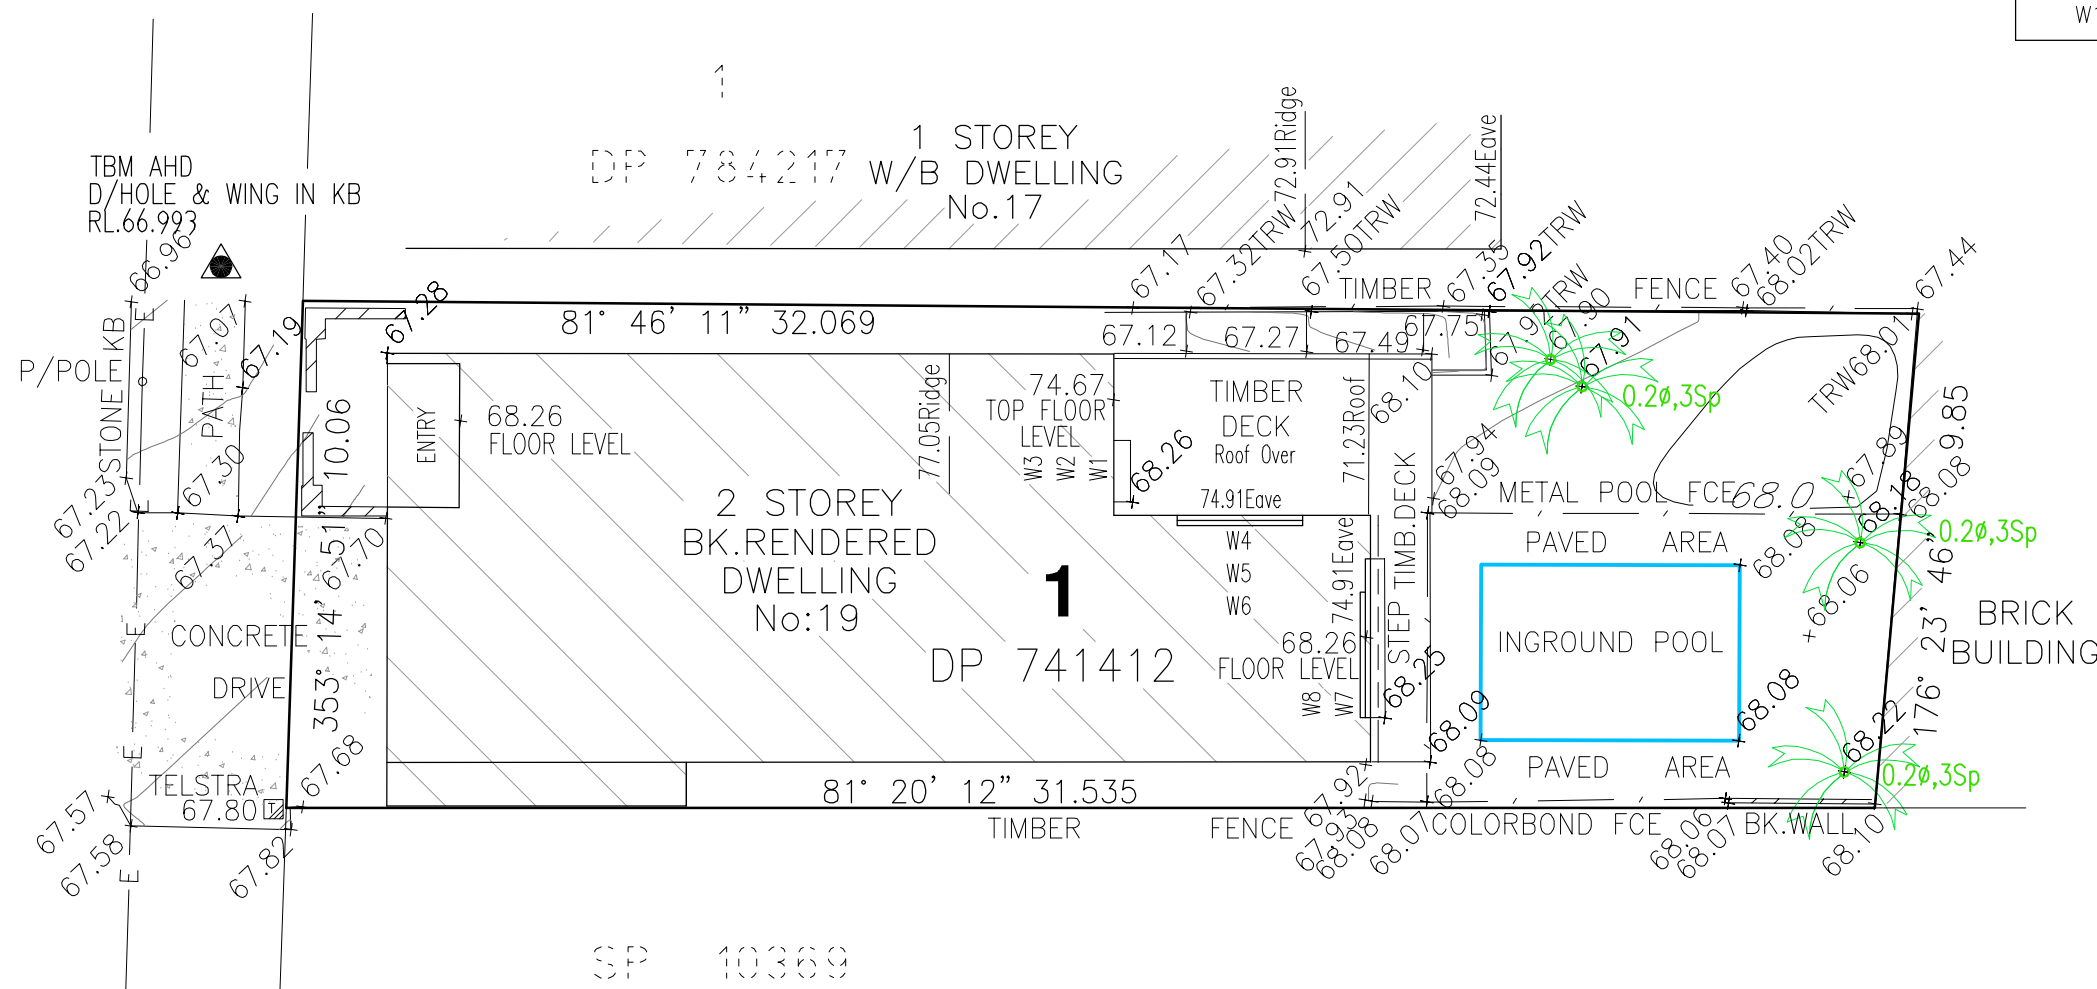 W1
1
DP 784217
1 STOREY
W/B DWELLING
No.17
72.91Ridge
72.44Eave
TBM AHD
D/HOLE & WING IN KB
RL.66.993
66.96
67.07
67.19
67.28
81° 46' 11" 32.069
67.17
67.32TRW
72.91
67.50TRW
TIMBER
67.35
67.92TRW
FENCE
67.40
68.02TRW
67.44
67.12
67.27
67.49
67.75
67.90
67.91
TRW68.01
0.2ø,3Sp
P/POLE
STONE KB
E
PATH
10.06
ENTRY
68.26
FLOOR LEVEL
77.05Ridge
74.67
TOP FLOOR
LEVEL
W3
W2
W1
68.26
TIMBER
DECK
Roof Over
74.91Eave
71.23Roof
68.10
67.94
68.09
METAL POOL FCE
68.0
67.89
68.18
68.08
9.85
67.23
67.22
E
67.30
67.37
67.70
2 STOREY
BK.RENDERED
DWELLING
No:19
1
DP 741412
W4
W5
W6
74.91Eave
STEP
TIMB.DECK
PAVED AREA
68.08
68.06
0.2ø,3Sp
INGROUND POOL
BRICK
BUILDING
176° 23' 46"
E
CONCRETE
DRIVE
353° 14' 51"
68.26
FLOOR LEVEL
W8
W7
68.25
68.09
68.08
68.08
68.22
0.2ø,3Sp
PAVED AREA
E
TELSTRA
67.80
T
67.68
81° 20' 12" 31.535
67.57
67.58
E
67.82
TIMBER
FENCE
67.92
67.93
68.08
68.07
COLORBOND FCE
68.06
68.07
BK.WALL
68.10
SP 10369